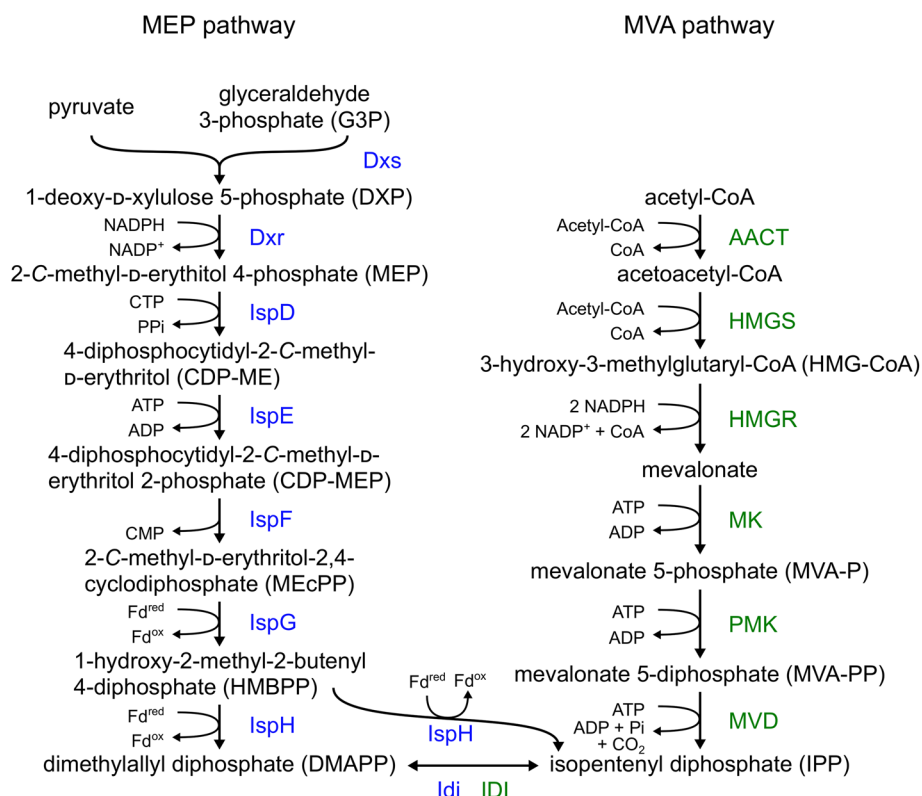 MEP pathway
MVA pathway
pyruvate
glyceraldehyde
3-phosphate (G3P)
Dxs
1-deoxy-ᴅ-xylulose 5-phosphate (DXP)
NADPH
NADP⁺
Dxr
2-C-methyl-ᴅ-erythitol 4-phosphate (MEP)
CTP
PPi
IspD
4-diphosphocytidyl-2-C-methyl-
ᴅ-erythritol (CDP-ME)
ATP
ADP
IspE
4-diphosphocytidyl-2-C-methyl-ᴅ-
erythritol 2-phosphate (CDP-MEP)
CMP
IspF
2-C-methyl-ᴅ-erythritol-2,4-
cyclodiphosphate (MEcPP)
Fdʳᵉᵈ
Fdᵒˣ
IspG
1-hydroxy-2-methyl-2-butenyl
4-diphosphate (HMBPP)
Fdʳᵉᵈ
Fdᵒˣ
IspH
Fdʳᵉᵈ Fdᵒˣ
IspH
dimethylallyl diphosphate (DMAPP)
Idi IDI
acetyl-CoA
Acetyl-CoA
CoA
AACT
acetoacetyl-CoA
Acetyl-CoA
CoA
HMGS
3-hydroxy-3-methylglutaryl-CoA (HMG-CoA)
2 NADPH
2 NADP⁺ + CoA
HMGR
mevalonate
ATP
ADP
MK
mevalonate 5-phosphate (MVA-P)
ATP
ADP
PMK
mevalonate 5-diphosphate (MVA-PP)
ATP
ADP + Pi
+ CO₂
MVD
isopentenyl diphosphate (IPP)